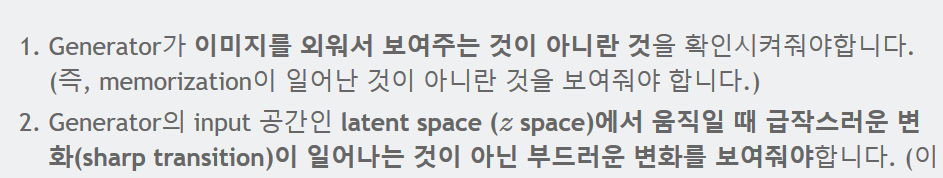 1. Generator가 이미지를 외워서 보여주는 것이 아니란 것을 확인시켜줘야합니다.
(즉, memorization이 일어난 것이 아니란 것을 보여줘야 합니다.)
2. Generator의 input 공간인 latent space (z space)에서 움직일 때 급작스러운 변
화(sharp transition)이 일어나는 것이 아닌 부드러운 변화를 보여줘야합니다. (이